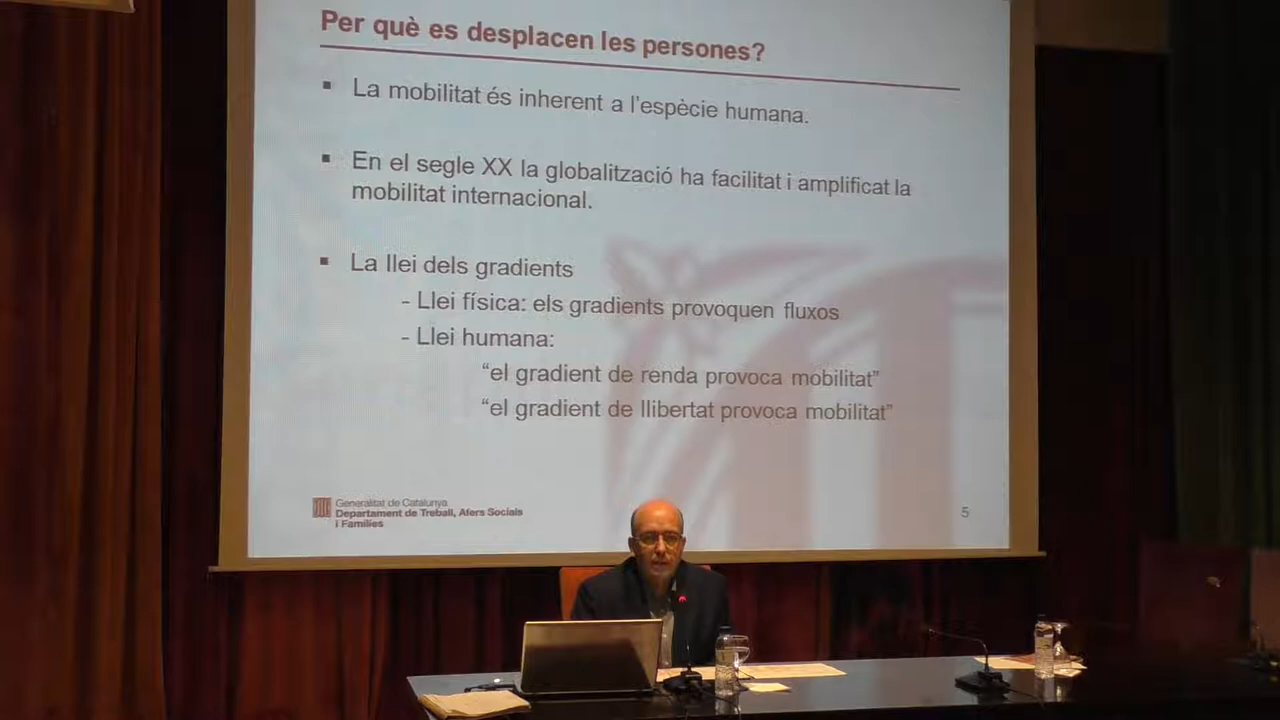 Per què es desplacen les persones?
▪ La mobilitat és inherent a l'espècie humana.
▪ En el segle XX la globalització ha facilitat i amplificat la
mobilitat internacional.
▪ La llei dels gradients
- Llei física: els gradients provoquen fluxos
- Llei humana:
“el gradient de renda provoca mobilitat”
“el gradient de llibertat provoca mobilitat”
Generalitat de Catalunya
Departament de Treball, Afers Socials
i Famílies
5